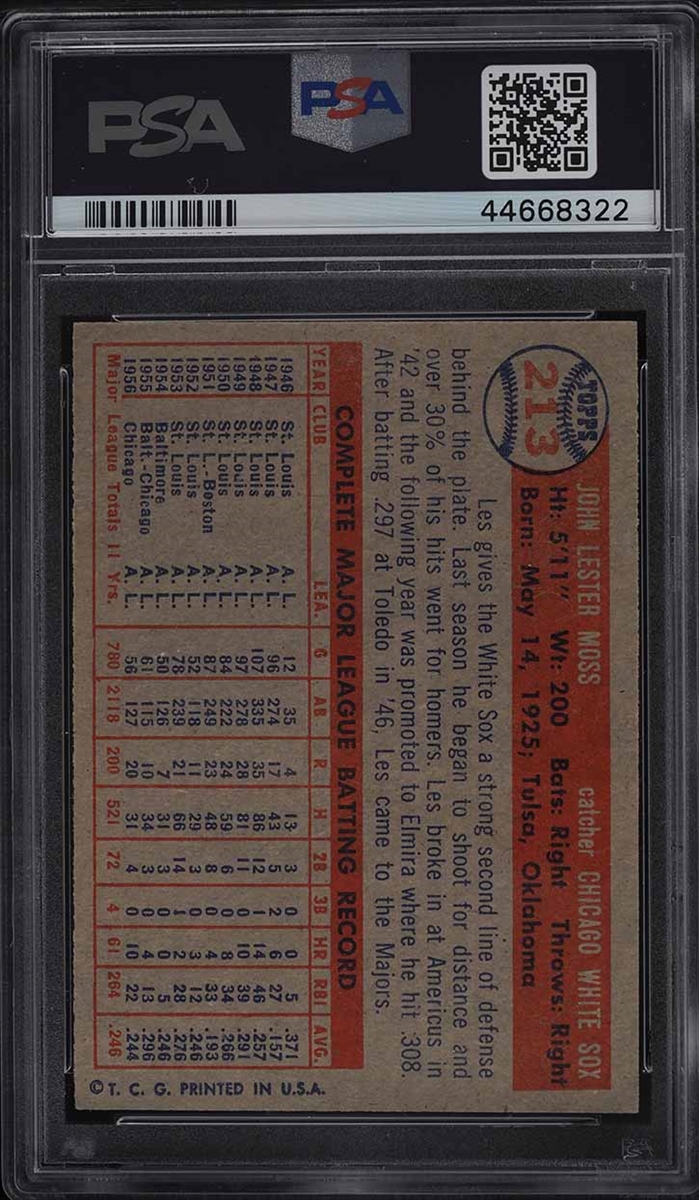 PSA
PSA
44668322
TOPPS
213
JOHN LESTER MOSS catcher CHICAGO WHITE SOX
Ht: 5'11" Wt: 200 Bats: Right Throws: Right
Born: May 14, 1925; Tulsa, Oklahoma
Les gives the White Sox a strong second line of defense
behind the plate. Last season he began to shoot for distance and
over 30% of his hits went for homers. Les broke in at Americus in
'42 and the following year was promoted to Elmira where he hit .308.
After batting .297 at Toledo in '46, Les came to the Majors.
COMPLETE MAJOR LEAGUE BATTING RECORD
YEAR CLUB LEA. G AB R H 2B 3B HR RBI AVG.
1946 St. Louis A. L. 12 35 4 13 3 0 0 5 .371
1947 St. Louis A. L. 96 274 17 43 5 2 6 27 .157
1948 St. Louis A. L. 107 335 35 86 12 1 14 46 .257
1949 St. Louis A. L. 97 278 28 81 11 0 10 39 .291
1950 St. Louis A. L. 84 222 24 59 6 0 8 34 .266
1951 St. L.-Boston A. L. 87 249 23 48 8 0 4 33 .193
1952 St. Louis A. L. 52 118 11 29 3 0 3 12 .246
1953 St. Louis A. L. 78 239 21 66 14 1 2 28 .276
1954 Baltimore A. L. 50 126 7 31 3 0 0 5 .246
1955 Balt.-Chicago A. L. 61 115 10 34 3 0 4 13 .296
1956 Chicago A. L. 56 127 20 31 4 0 10 22 .244
Major League Totals 11 Yrs. 780 2118 200 521 72 4 61 264 .246
© T. C. G. PRINTED IN U.S.A.
PSA